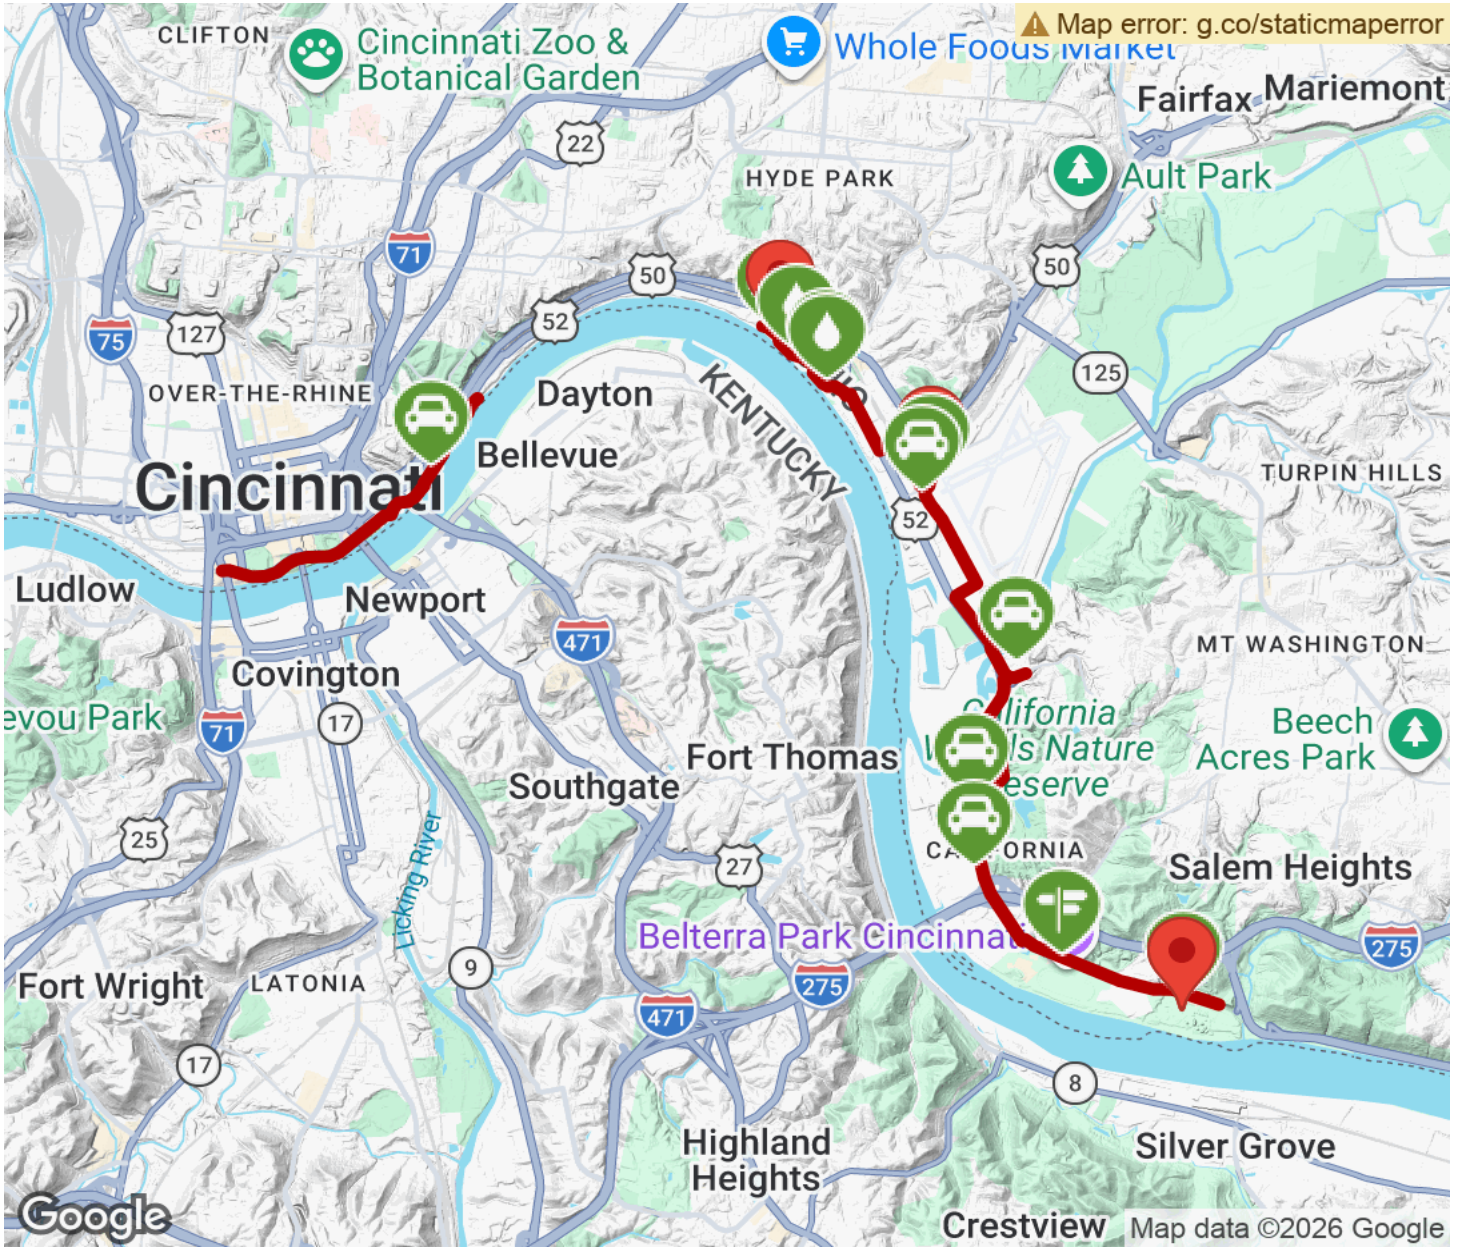 Map error: g.co/staticmaperror
CLIFTON
Cincinnati Zoo &
Botanical Garden
Whole Foods Market
Fairfax
Mariemont
22
HYDE PARK
Ault Park
71
50
50
52
75
127
125
OVER-THE-RHINE
Dayton
KENTUCKY
Bellevue
Cincinnati
TURPIN HILLS
52
Ludlow
Newport
471
MT WASHINGTON
Covington
evou Park
71
17
California
Nature
Beech
Acres Park
Fort Thomas
Southgate
25
Licking River
27
Salem Heights
Belterra Park Cincinnati
275
275
Fort Wright
LATONIA
9
471
17
8
Highland
Heights
Silver Grove
Google
Crestview
Map data ©2026 Google